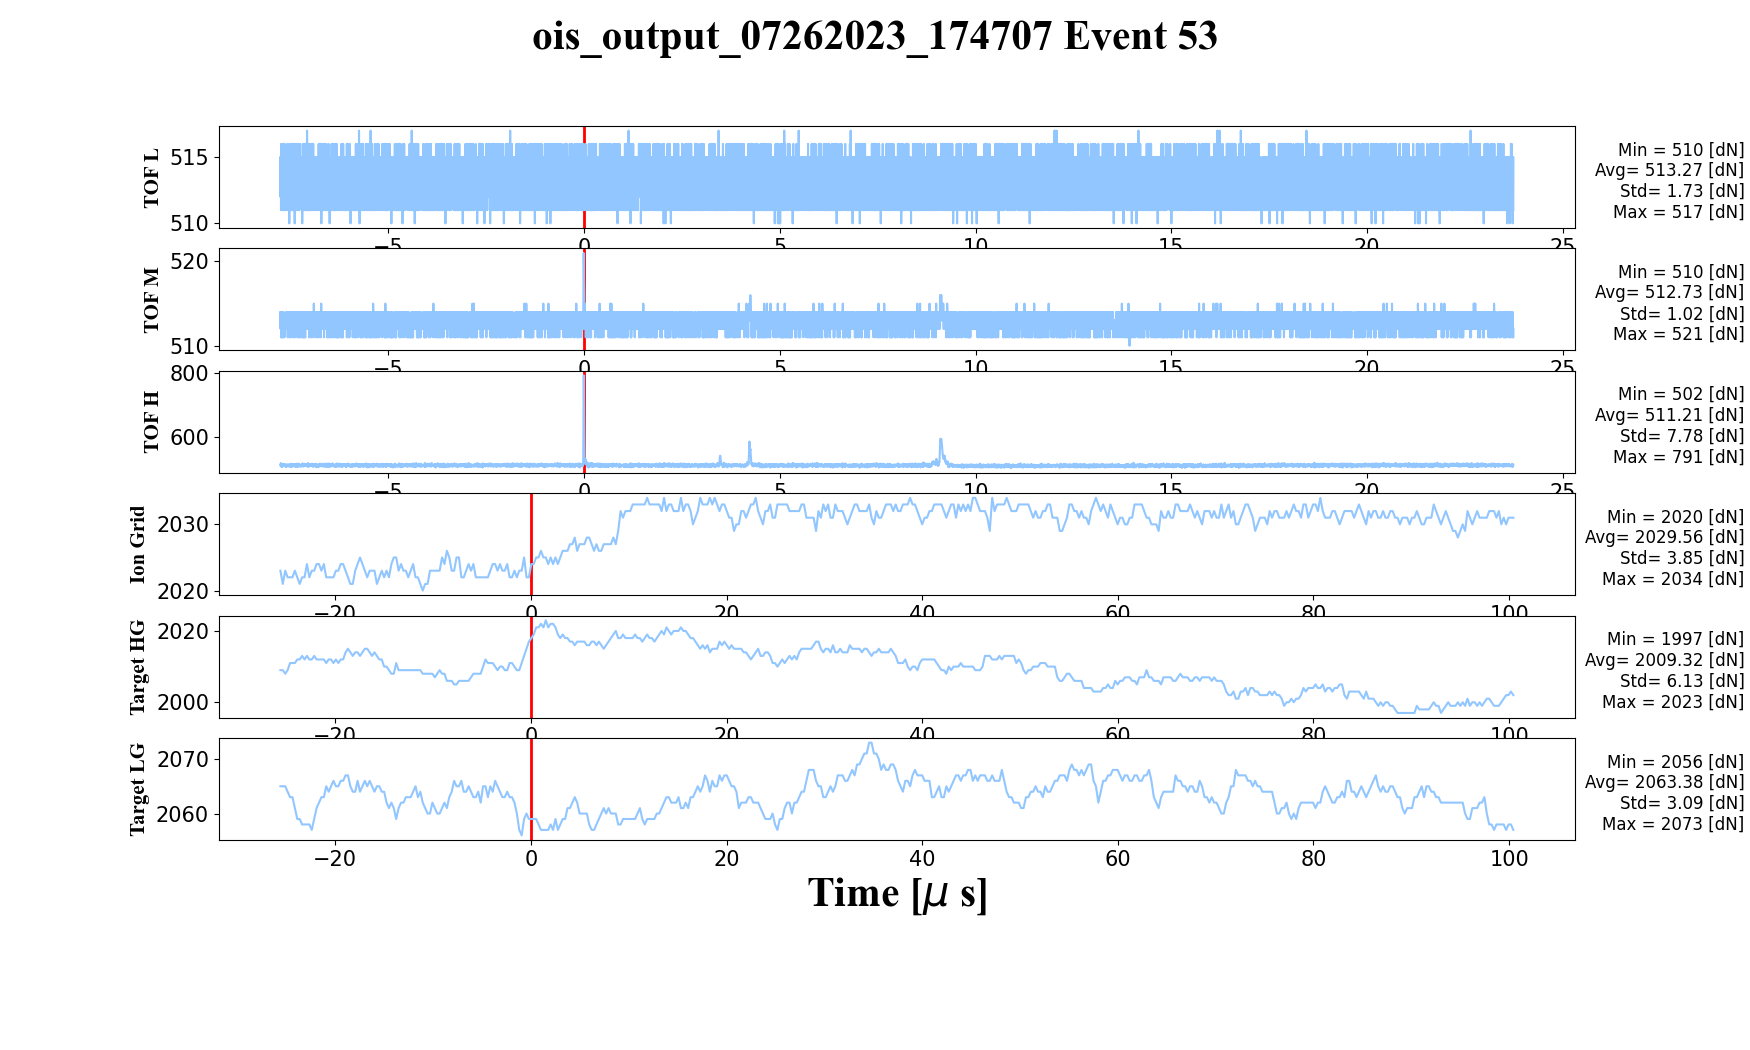 ois_output_07262023_174707 Event 53
TOF L
515
510
−5 0 5 10 15 20 25
Min = 510 [dN]
Avg= 513.27 [dN]
Std= 1.73 [dN]
Max = 517 [dN]
TOF M
520
510
−5 0 5 10 15 20 25
Min = 510 [dN]
Avg= 512.73 [dN]
Std= 1.02 [dN]
Max = 521 [dN]
TOF H
800
600
−5 0 5 10 15 20 25
Min = 502 [dN]
Avg= 511.21 [dN]
Std= 7.78 [dN]
Max = 791 [dN]
Ion Grid
2030
2020
−20 0 20 40 60 80 100
Min = 2020 [dN]
Avg= 2029.56 [dN]
Std= 3.85 [dN]
Max = 2034 [dN]
Target HG
2020
2000
−20 0 20 40 60 80 100
Min = 1997 [dN]
Avg= 2009.32 [dN]
Std= 6.13 [dN]
Max = 2023 [dN]
Target LG
2070
2060
−20 0 20 40 60 80 100
Min = 2056 [dN]
Avg= 2063.38 [dN]
Std= 3.09 [dN]
Max = 2073 [dN]
Time [μ s]